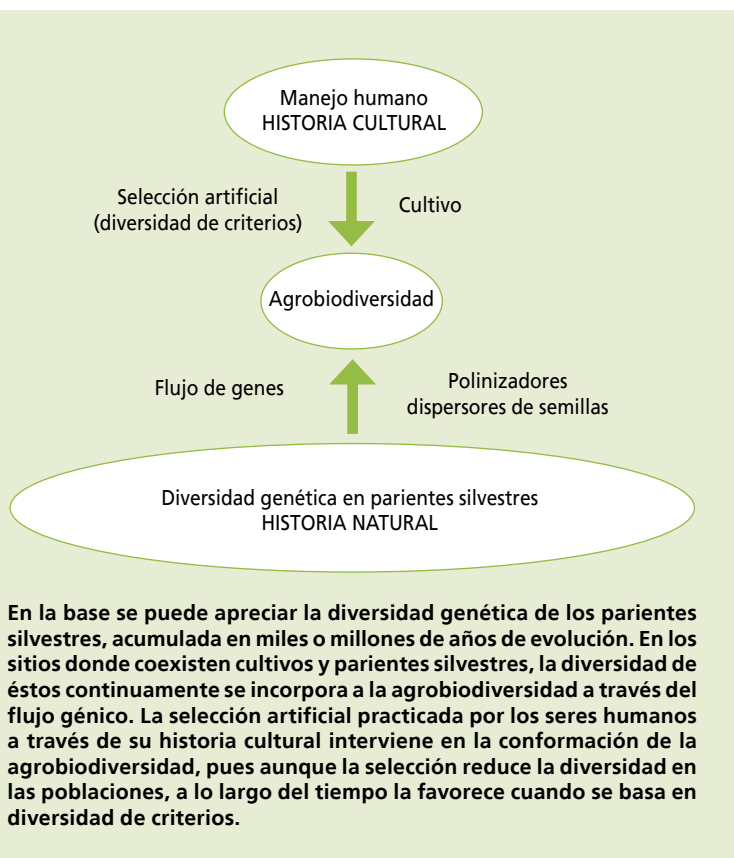 Manejo humano
HISTORIA CULTURAL
Selección artificial
(diversidad de criterios)
Cultivo
Agrobiodiversidad
Flujo de genes
Polinizadores
dispersores de semillas
Diversidad genética en parientes silvestres
HISTORIA NATURAL
En la base se puede apreciar la diversidad genética de los parientes
silvestres, acumulada en miles o millones de años de evolución. En los
sitios donde coexisten cultivos y parientes silvestres, la diversidad de
éstos continuamente se incorpora a la agrobiodiversidad a través del
flujo génico. La selección artificial practicada por los seres humanos
a través de su historia cultural interviene en la conformación de la
agrobiodiversidad, pues aunque la selección reduce la diversidad en
las poblaciones, a lo largo del tiempo la favorece cuando se basa en
diversidad de criterios.